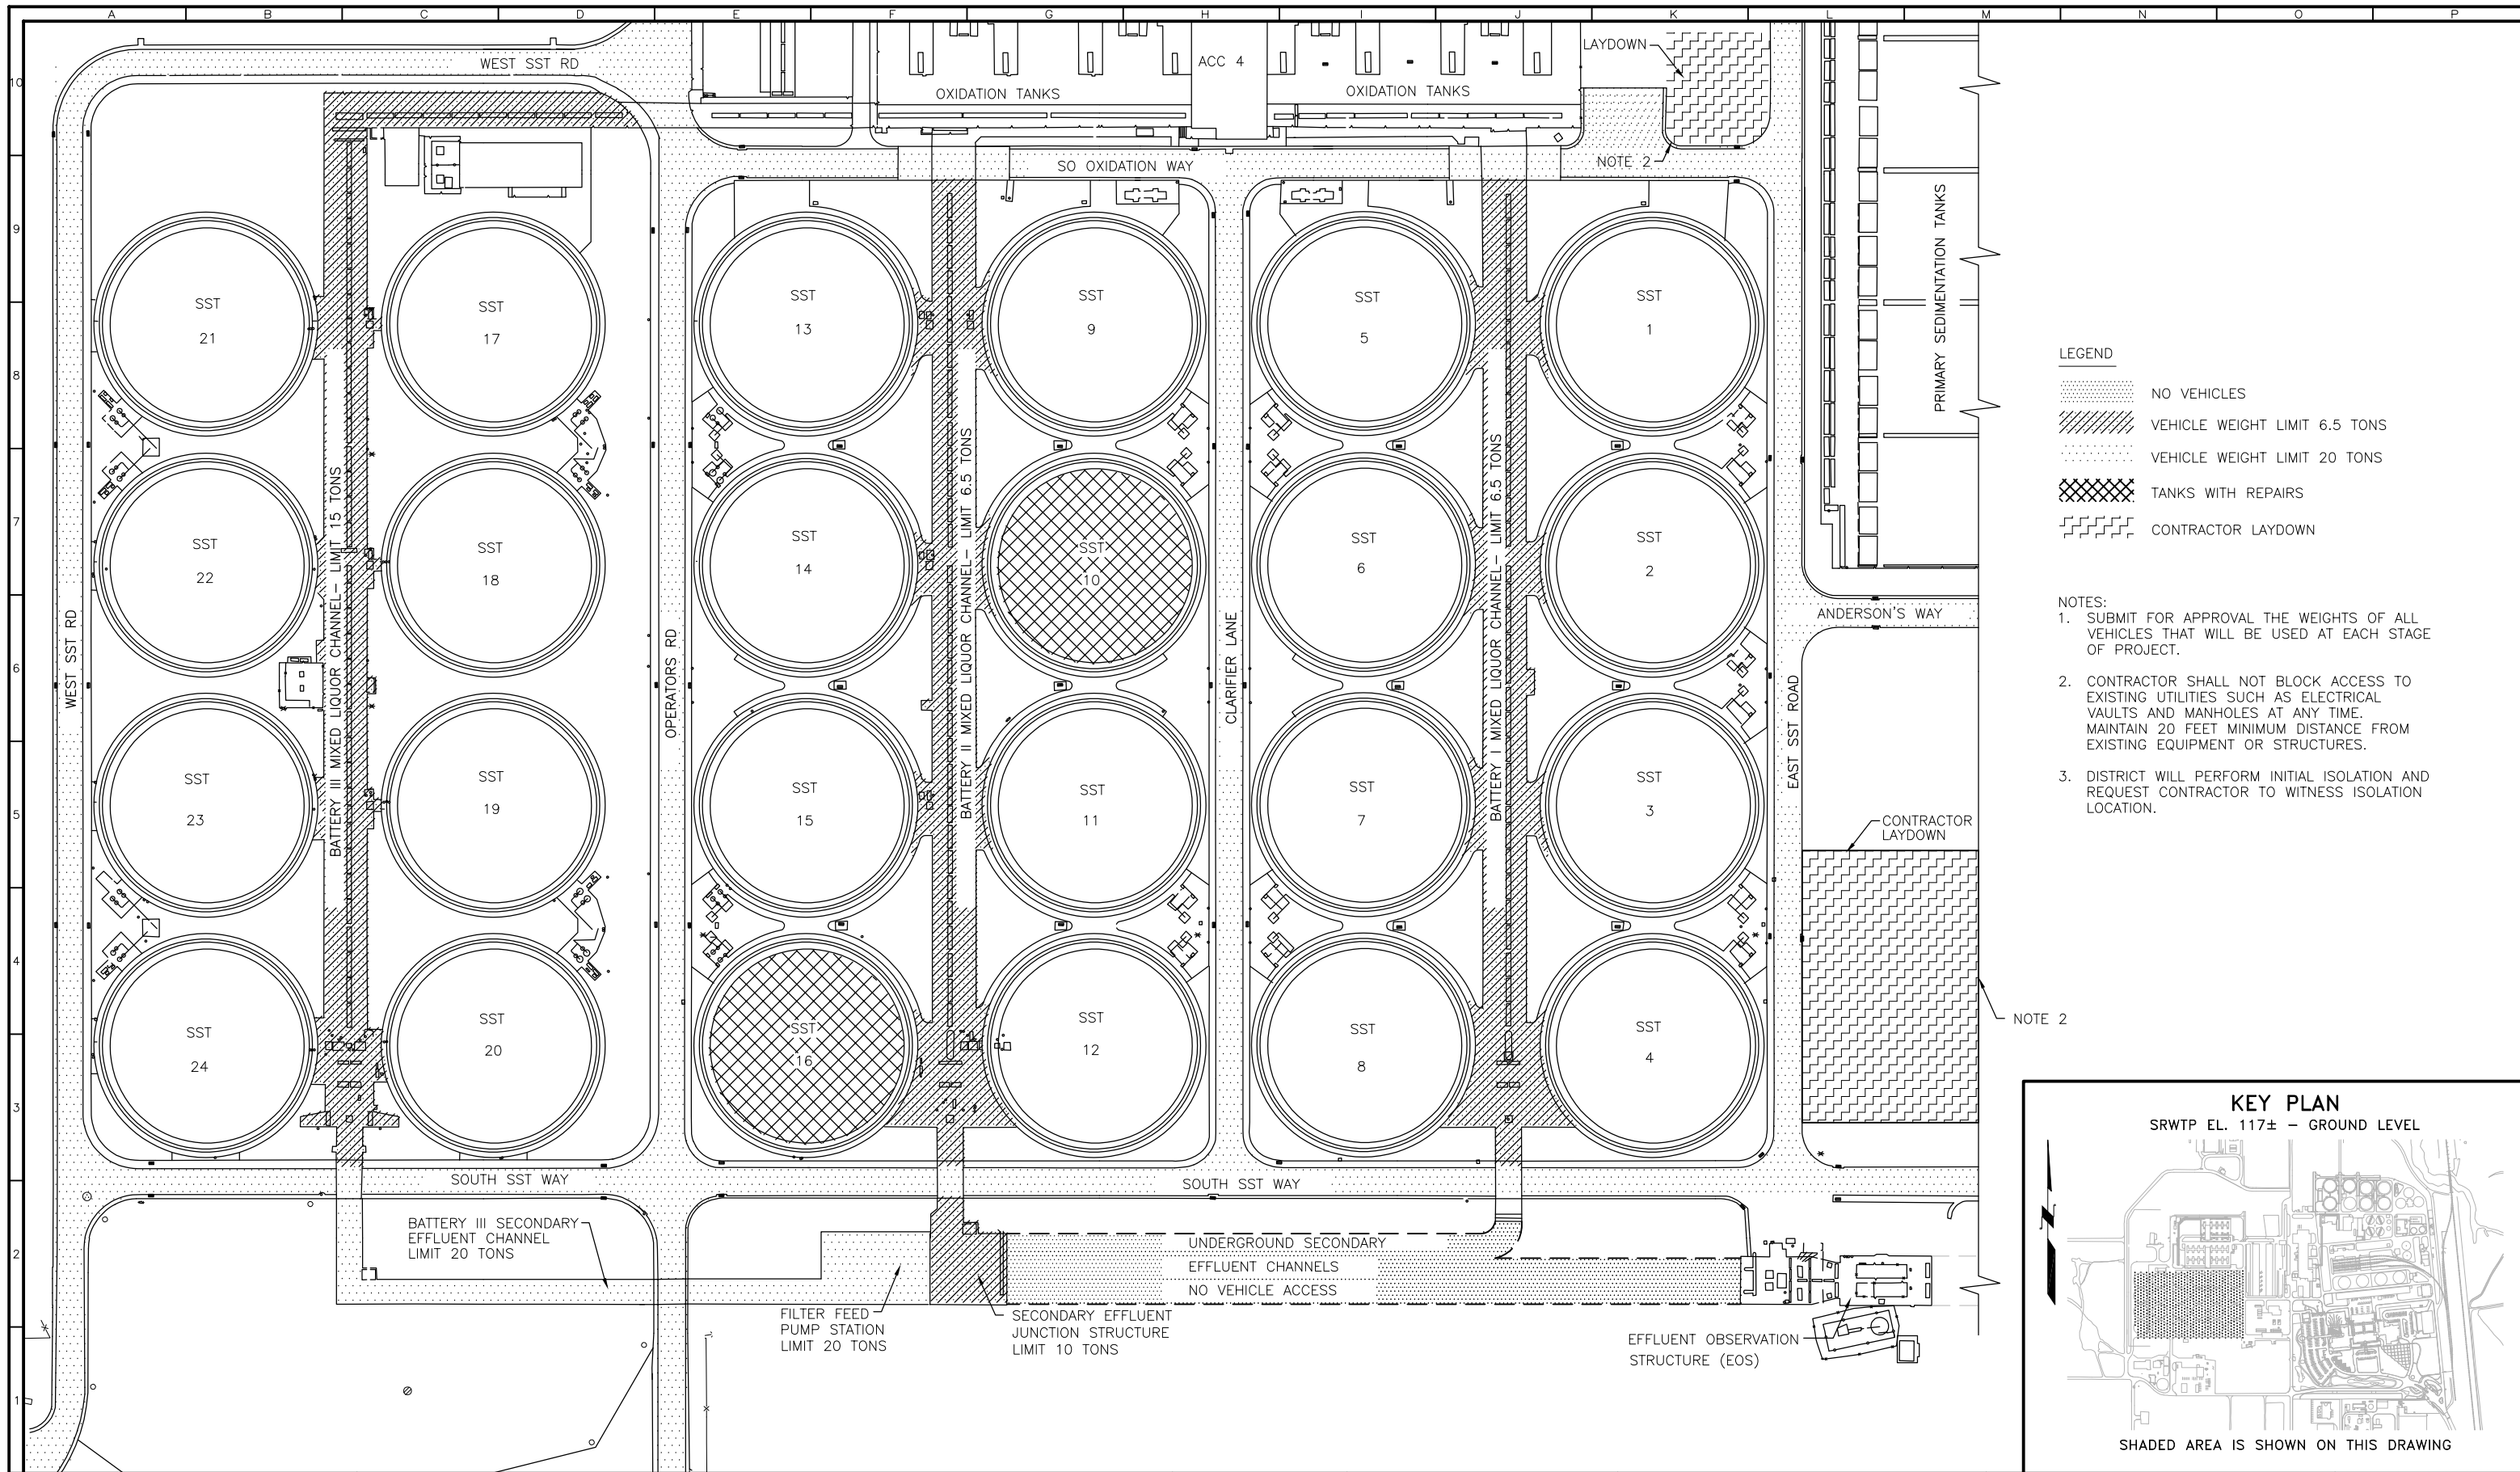 A B C D E F G H I J K L M N O P
10
9
8
7
6
5
4
3
2
1
WEST SST RD
OXIDATION TANKS
ACC 4
OXIDATION TANKS
LAYDOWN
SO OXIDATION WAY
NOTE 2
SST
21
SST
17
SST
13
SST
9
SST
5
SST
1
SST
22
SST
18
SST
14
SST
10
SST
6
SST
2
SST
23
SST
19
SST
15
SST
11
SST
7
SST
3
SST
24
SST
20
SST
16
SST
12
SST
8
SST
4
WEST SST RD
BATTERY III MIXED LIQUOR CHANNEL- LIMIT 15 TONS
OPERATORS RD
BATTERY II MIXED LIQUOR CHANNEL- LIMIT 6.5 TONS
CLARIFIER LANE
BATTERY I MIXED LIQUOR CHANNEL- LIMIT 6.5 TONS
EAST SST ROAD
PRIMARY SEDIMENTATION TANKS
ANDERSON'S WAY
CONTRACTOR
LAYDOWN
NOTE 2
SOUTH SST WAY
SOUTH SST WAY
BATTERY III SECONDARY
EFFLUENT CHANNEL
LIMIT 20 TONS
UNDERGROUND SECONDARY
EFFLUENT CHANNELS
NO VEHICLE ACCESS
FILTER FEED
PUMP STATION
LIMIT 20 TONS
SECONDARY EFFLUENT
JUNCTION STRUCTURE
LIMIT 10 TONS
EFFLUENT OBSERVATION
STRUCTURE (EOS)
LEGEND
NO VEHICLES
VEHICLE WEIGHT LIMIT 6.5 TONS
VEHICLE WEIGHT LIMIT 20 TONS
TANKS WITH REPAIRS
CONTRACTOR LAYDOWN
NOTES:
1. SUBMIT FOR APPROVAL THE WEIGHTS OF ALL
VEHICLES THAT WILL BE USED AT EACH STAGE
OF PROJECT.
2. CONTRACTOR SHALL NOT BLOCK ACCESS TO
EXISTING UTILITIES SUCH AS ELECTRICAL
VAULTS AND MANHOLES AT ANY TIME.
MAINTAIN 20 FEET MINIMUM DISTANCE FROM
EXISTING EQUIPMENT OR STRUCTURES.
3. DISTRICT WILL PERFORM INITIAL ISOLATION AND
REQUEST CONTRACTOR TO WITNESS ISOLATION
LOCATION.
KEY PLAN
SRWTP EL. 117± – GROUND LEVEL
SHADED AREA IS SHOWN ON THIS DRAWING